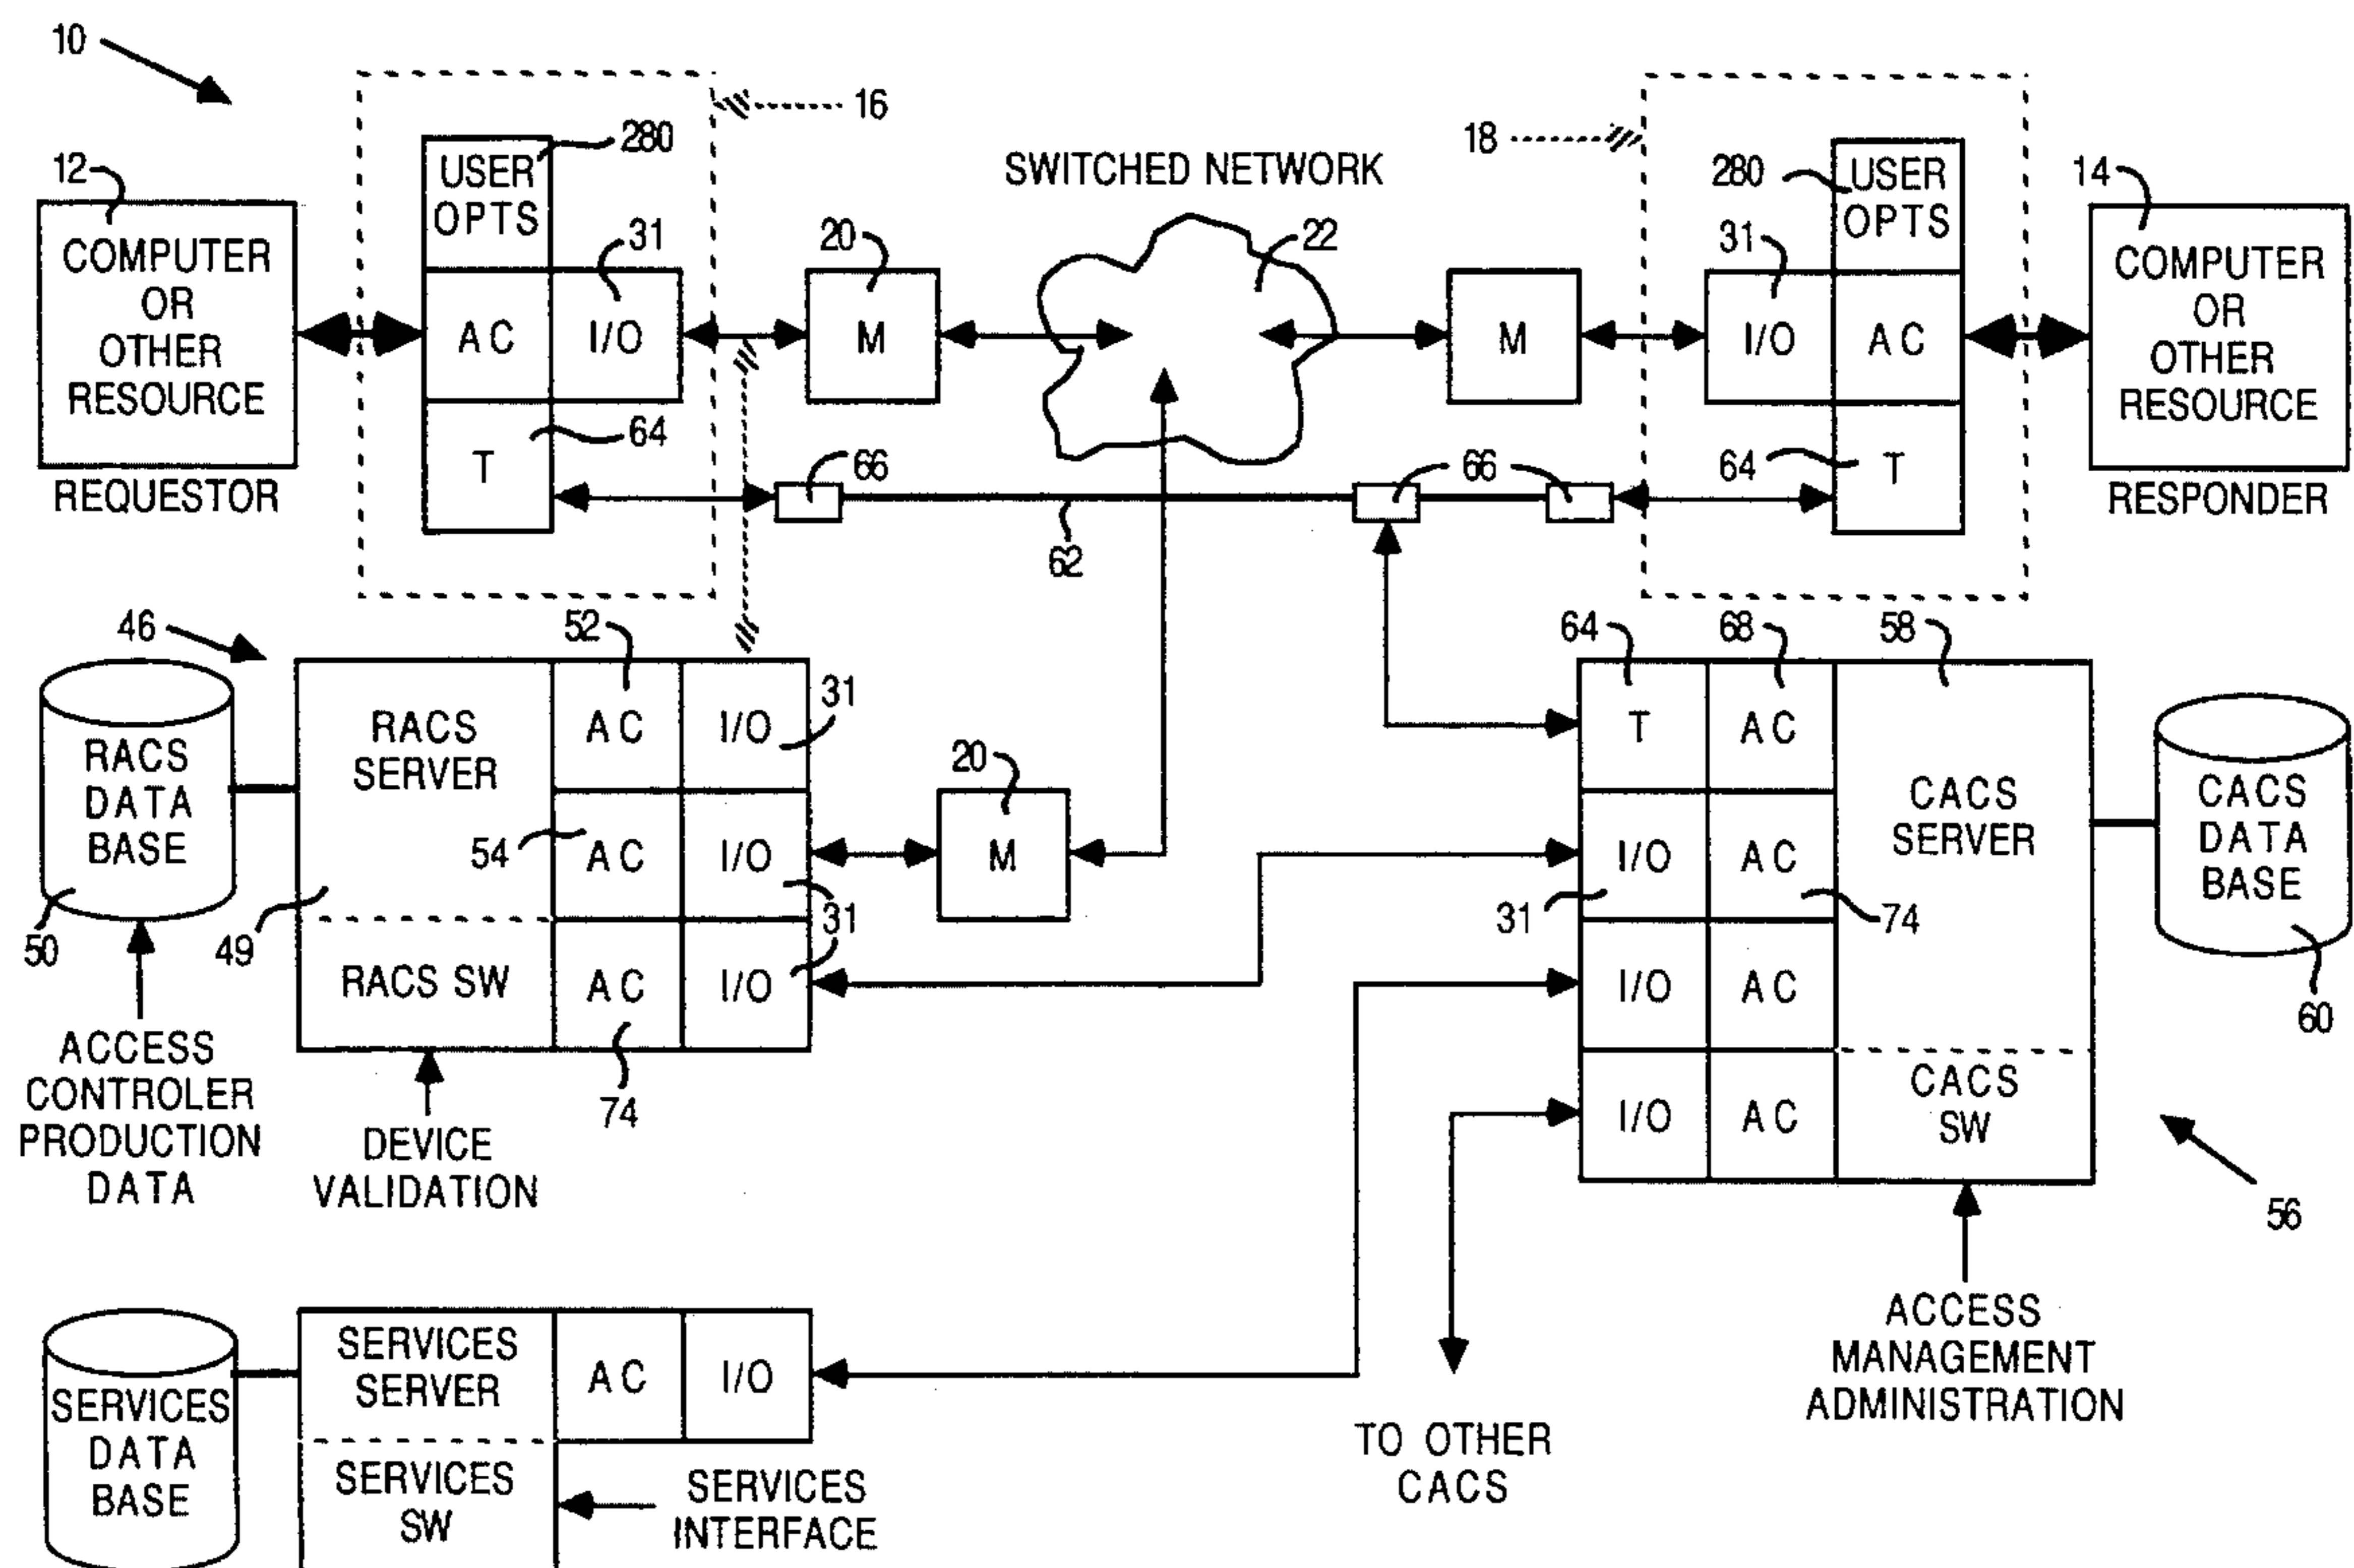 10
16
280
12
USER
OPTS
COMPUTER
OR
OTHER
RESOURCE
REQUESTOR
AC
31
I/O
64
T
20
M
SWITCHED NETWORK
22
66
62
66
M
18
280
USER
OPTS
31
I/O
AC
64
T
14
COMPUTER
OR
OTHER
RESOURCE
RESPONDER
46
RACS
DATA
BASE
50
ACCESS
CONTROLER
PRODUCTION
DATA
RACS
SERVER
49
RACS SW
DEVICE
VALIDATION
52
AC
I/O
31
54
AC
I/O
31
AC
I/O
74
20
M
64
68
58
T
AC
I/O
AC
31
74
I/O
AC
I/O
AC
CACS
SERVER
CACS
SW
CACS
DATA
BASE
60
56
ACCESS
MANAGEMENT
ADMINISTRATION
TO OTHER
CACS
SERVICES
DATA
BASE
SERVICES
SERVER
AC
I/O
SERVICES
SW
SERVICES
INTERFACE